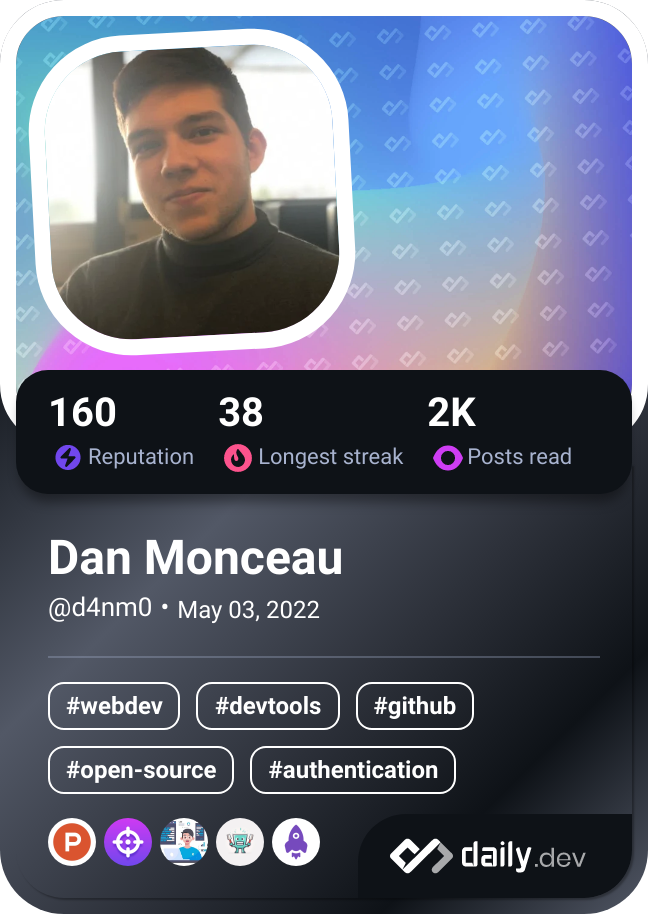 160 38 2K
Reputation Longest streak Posts read
Dan Monceau
@d4nm0 • May 03, 2022
#webdev #devtools #github
#open-source #authentication
P
daily.dev